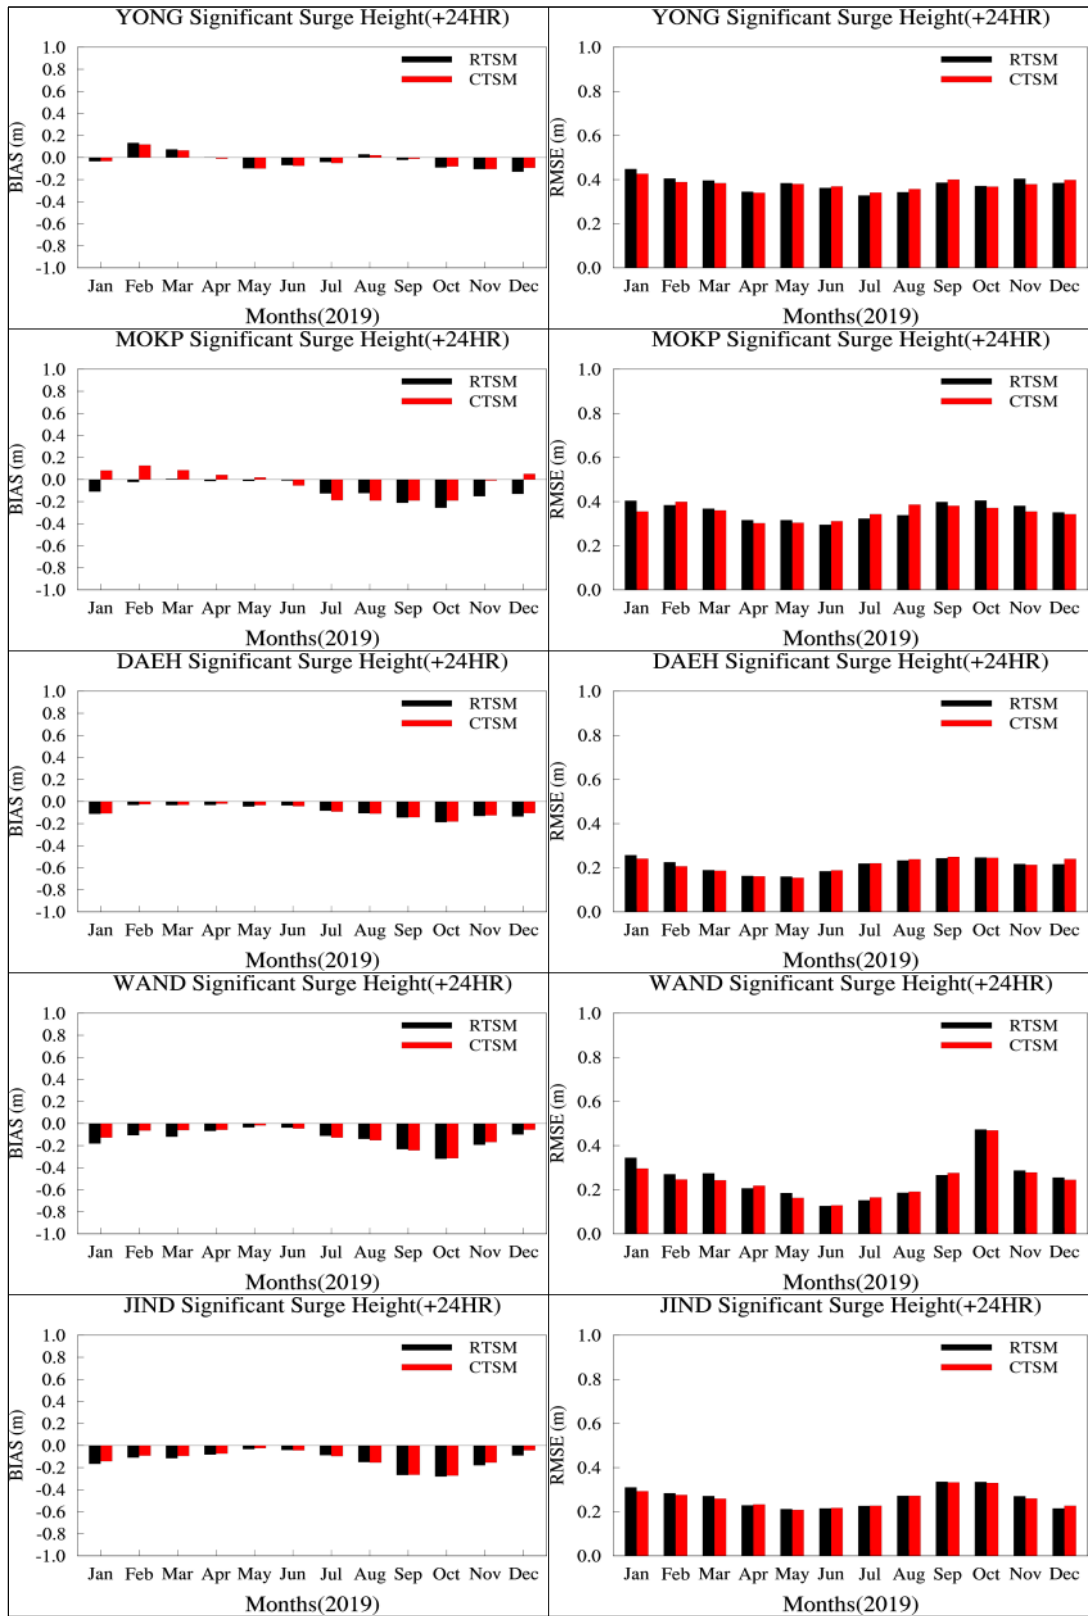 YONG Significant Surge Height(+24HR)
1.0
0.8
0.6
0.4
0.2
0.0
-0.2
-0.4
-0.6
-0.8
-1.0
BIAS (m)
RTSM
CTSM
Jan Feb Mar Apr May Jun Jul Aug Sep Oct Nov Dec
Months(2019)
YONG Significant Surge Height(+24HR)
1.0
0.8
0.6
0.4
0.2
0.0
RMSE (m)
RTSM
CTSM
Jan Feb Mar Apr May Jun Jul Aug Sep Oct Nov Dec
Months(2019)
MOKP Significant Surge Height(+24HR)
1.0
0.8
0.6
0.4
0.2
0.0
-0.2
-0.4
-0.6
-0.8
-1.0
BIAS (m)
RTSM
CTSM
Jan Feb Mar Apr May Jun Jul Aug Sep Oct Nov Dec
Months(2019)
MOKP Significant Surge Height(+24HR)
1.0
0.8
0.6
0.4
0.2
0.0
RMSE (m)
RTSM
CTSM
Jan Feb Mar Apr May Jun Jul Aug Sep Oct Nov Dec
Months(2019)
DAEH Significant Surge Height(+24HR)
1.0
0.8
0.6
0.4
0.2
0.0
-0.2
-0.4
-0.6
-0.8
-1.0
BIAS (m)
RTSM
CTSM
Jan Feb Mar Apr May Jun Jul Aug Sep Oct Nov Dec
Months(2019)
DAEH Significant Surge Height(+24HR)
1.0
0.8
0.6
0.4
0.2
0.0
RMSE (m)
RTSM
CTSM
Jan Feb Mar Apr May Jun Jul Aug Sep Oct Nov Dec
Months(2019)
WAND Significant Surge Height(+24HR)
1.0
0.8
0.6
0.4
0.2
0.0
-0.2
-0.4
-0.6
-0.8
-1.0
BIAS (m)
RTSM
CTSM
Jan Feb Mar Apr May Jun Jul Aug Sep Oct Nov Dec
Months(2019)
WAND Significant Surge Height(+24HR)
1.0
0.8
0.6
0.4
0.2
0.0
RMSE (m)
RTSM
CTSM
Jan Feb Mar Apr May Jun Jul Aug Sep Oct Nov Dec
Months(2019)
JIND Significant Surge Height(+24HR)
1.0
0.8
0.6
0.4
0.2
0.0
-0.2
-0.4
-0.6
-0.8
-1.0
BIAS (m)
RTSM
CTSM
Jan Feb Mar Apr May Jun Jul Aug Sep Oct Nov Dec
Months(2019)
JIND Significant Surge Height(+24HR)
1.0
0.8
0.6
0.4
0.2
0.0
RMSE (m)
RTSM
CTSM
Jan Feb Mar Apr May Jun Jul Aug Sep Oct Nov Dec
Months(2019)